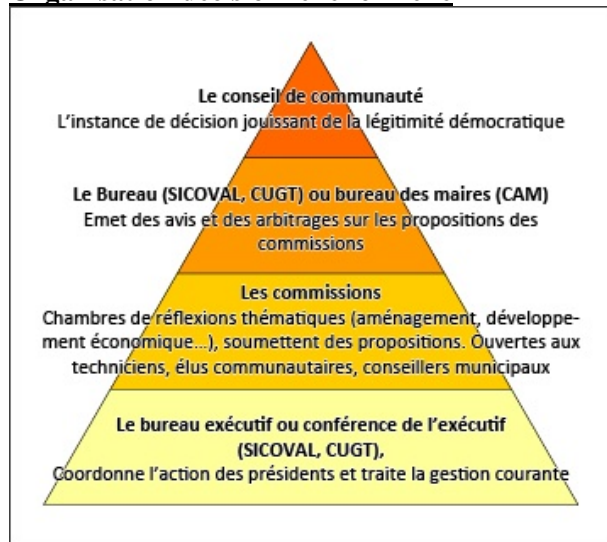 Le conseil de communauté
L'instance de décision jouissant de la légitimité démocratique
Le Bureau (SICOVAL, CUGT) ou bureau des maires (CAM)
Emet des avis et des arbitrages sur les propositions des
commissions
Les commissions
Chambres de réflexions thématiques (aménagement, développe-
ment économique...), soumettent des propositions. Ouvertes aux
techniciens, élus communautaires, conseillers municipaux
Le bureau exécutif ou conférence de l'exécutif
(SICOVAL, CUGT),
Coordonne l'action des présidents et traite la gestion courante